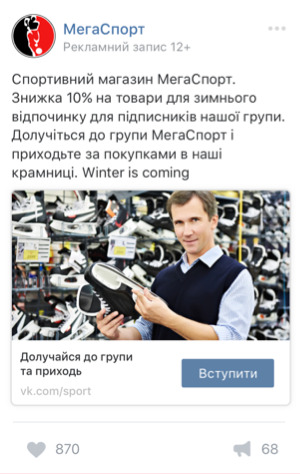 МегаСпорт
Рекламний запис 12+
Спортивний магазин МегаСпорт.
Знижка 10% на товари для зимнього
відпочинку для підписників нашої групи.
Долучіться до групи МегаСпорт і
приходьте за покупками в наші
крамниці. Winter is coming
Долучайся до групи
та приходь
vk.com/sport
Вступити
870
68